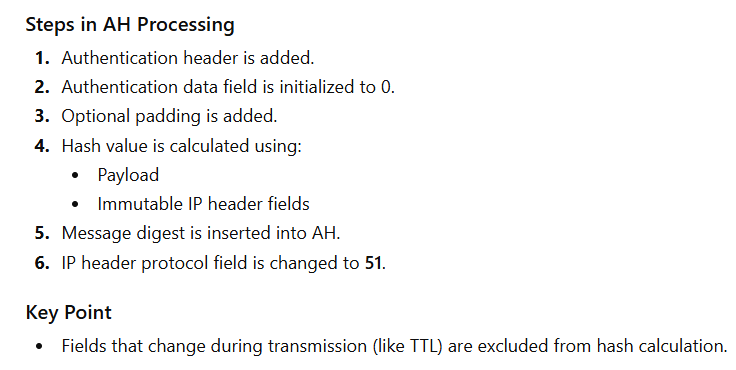 Steps in AH Processing
1. Authentication header is added.
2. Authentication data field is initialized to 0.
3. Optional padding is added.
4. Hash value is calculated using:
• Payload
• Immutable IP header fields
5. Message digest is inserted into AH.
6. IP header protocol field is changed to 51.
Key Point
• Fields that change during transmission (like TTL) are excluded from hash calculation.